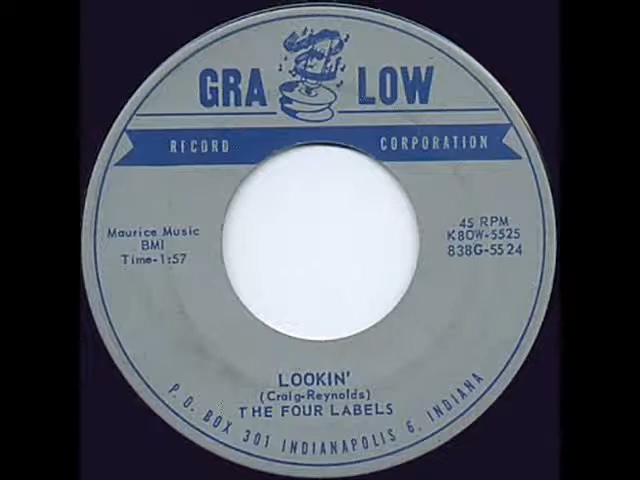 GRA LOW
RECORD CORPORATION
Maurice Music
BMI
Time-1:57
45 RPM
K80W-5525
838G-5524
LOOKIN'
(Craig-Reynolds)
THE FOUR LABELS
P. O. BOX 301 INDIANAPOLIS 6, INDIANA